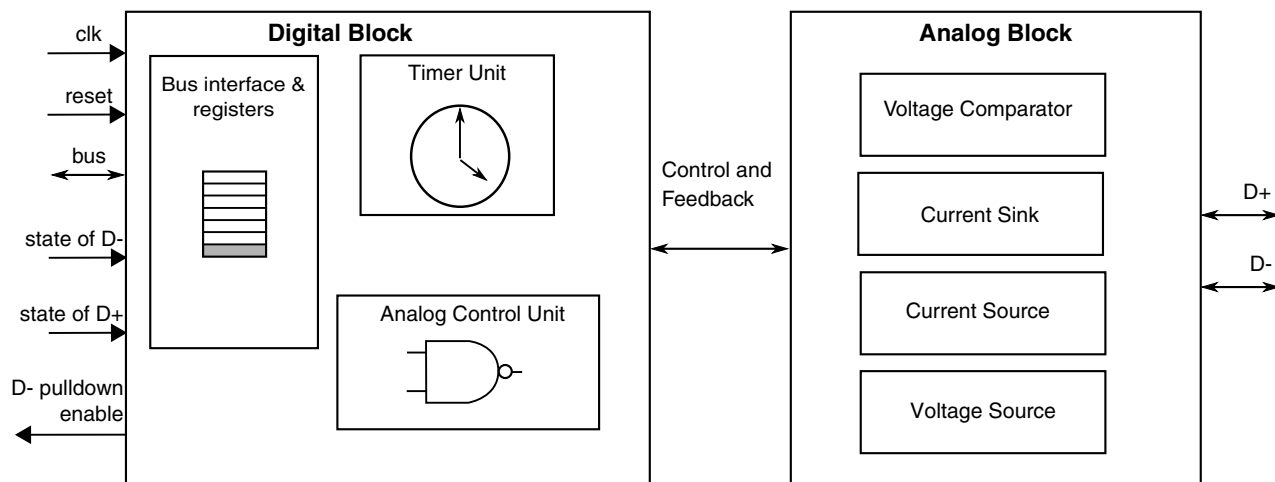 clk
reset
bus
state of D-
state of D+
D- pulldown
enable
Digital Block
Bus interface &
registers
Timer Unit
Analog Control Unit
Control and
Feedback
Analog Block
Voltage Comparator
Current Sink
Current Source
Voltage Source
D+
D-